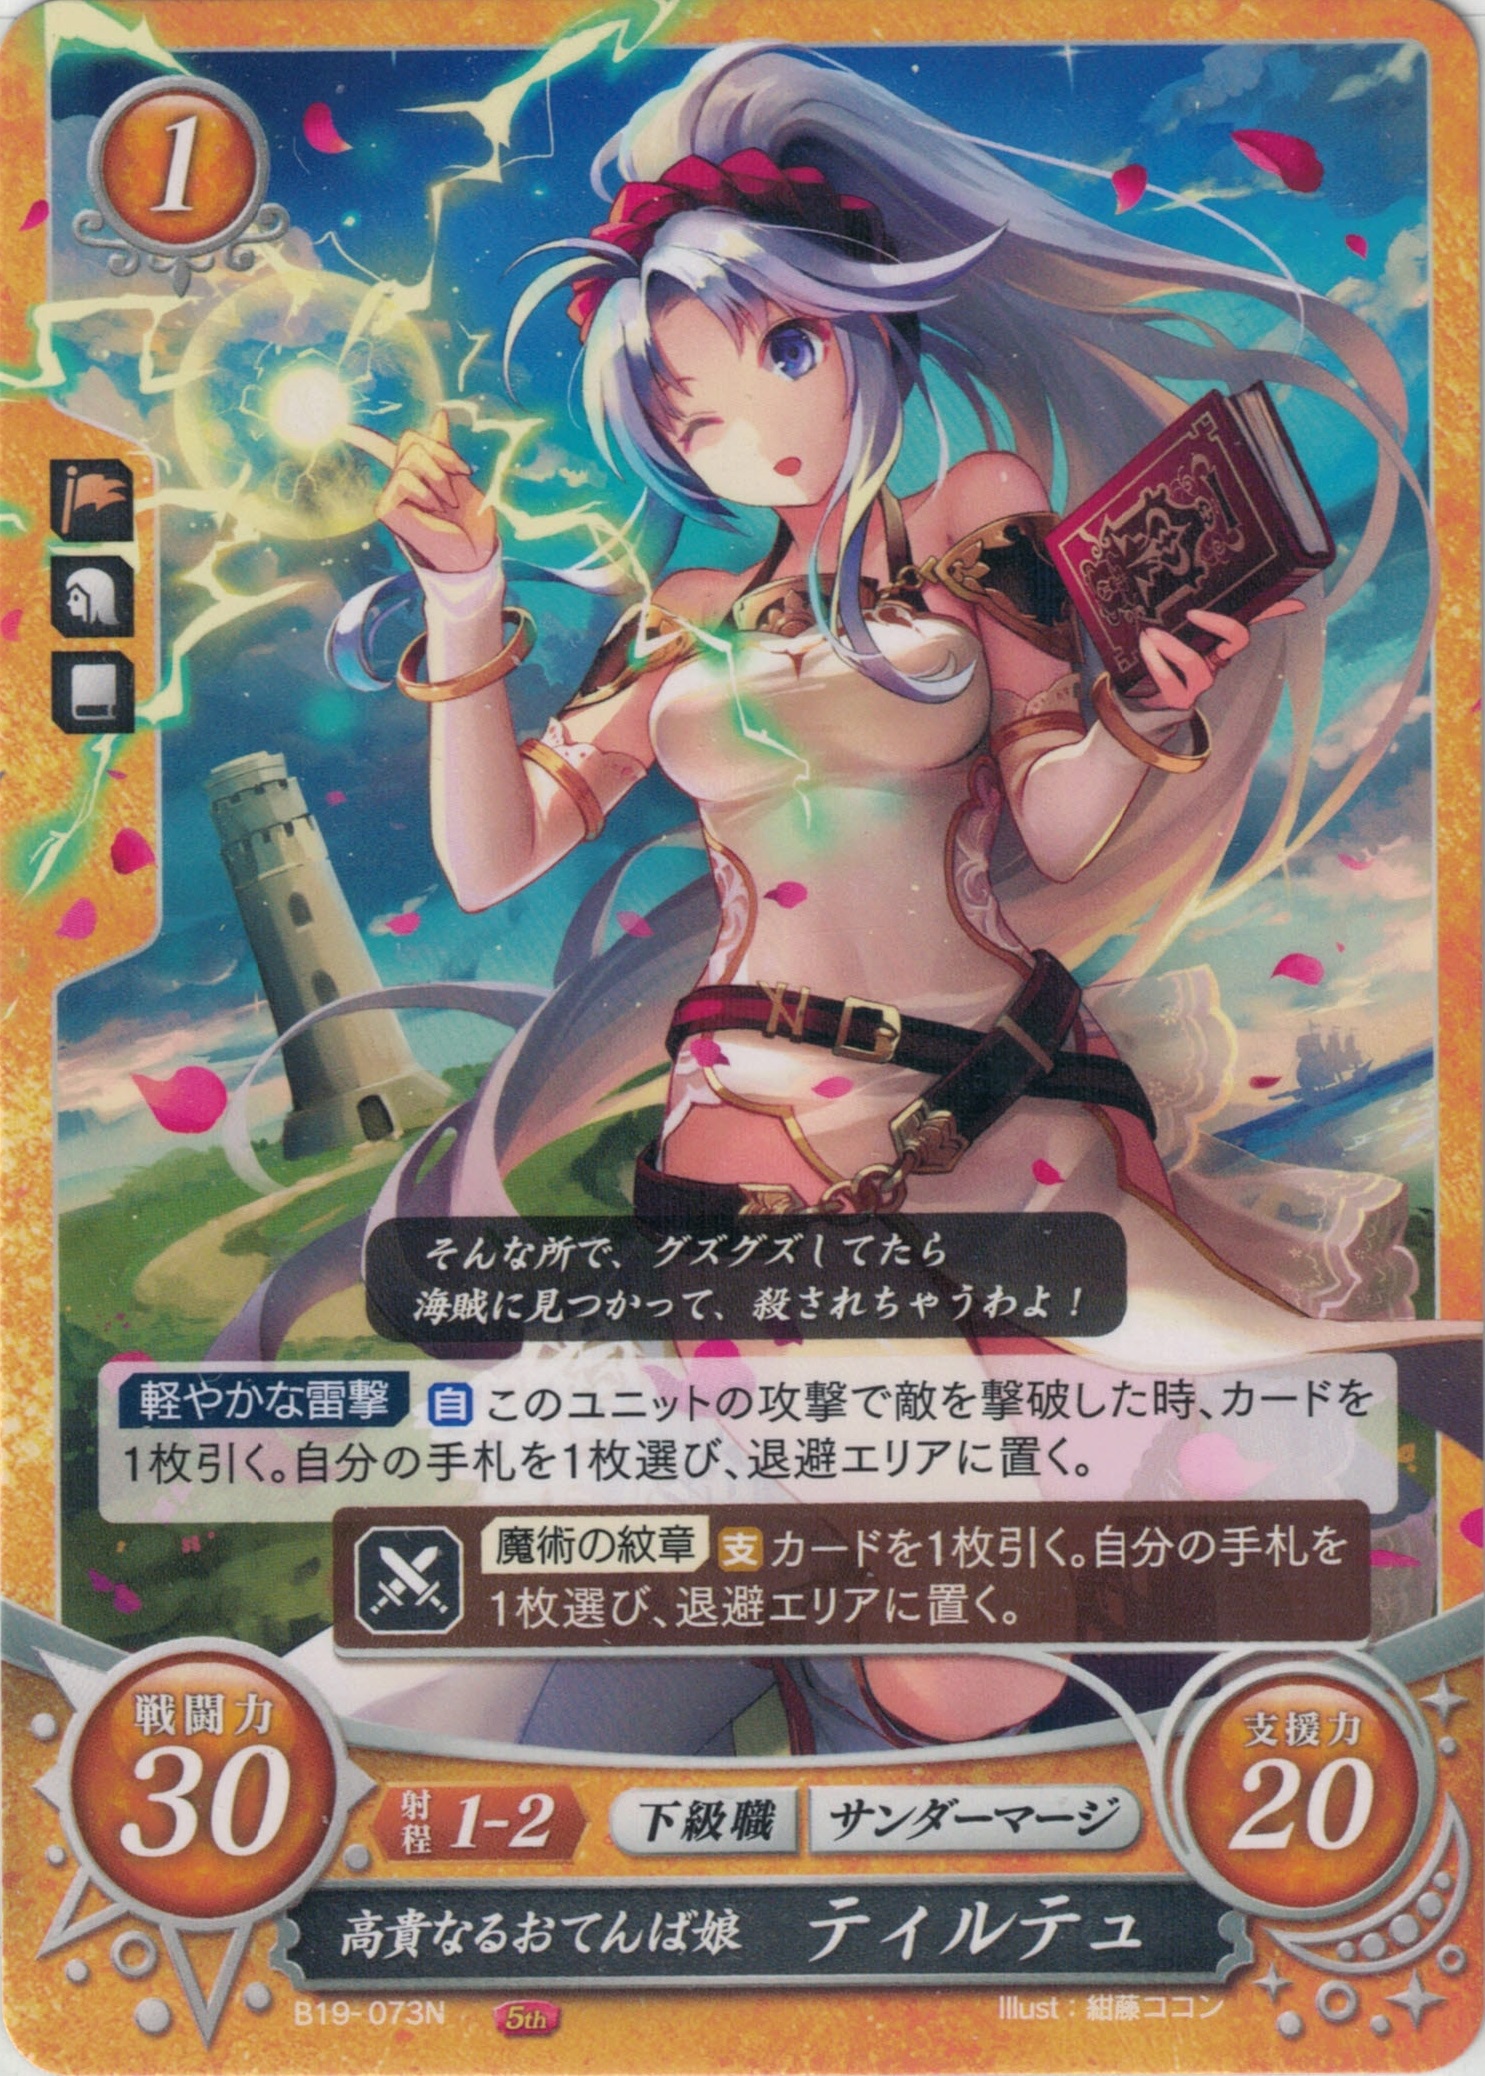 1
そんな所で、グズグズしてたら
海賊に見つかって、殺されちゃうわよ！
軽やかな雷撃 自 このユニットの攻撃で敵を撃破した時、カードを
1枚引く。自分の手札を1枚選び、退避エリアに置く。
魔術の紋章 支 カードを1枚引く。自分の手札を
1枚選び、退避エリアに置く。
戦闘力
30
射程 1-2
下級職
サンダーマージ
支援力
20
高貴なるおてんば娘 ティルテュ
B19-073N
5th
Illust：紺藤ココン